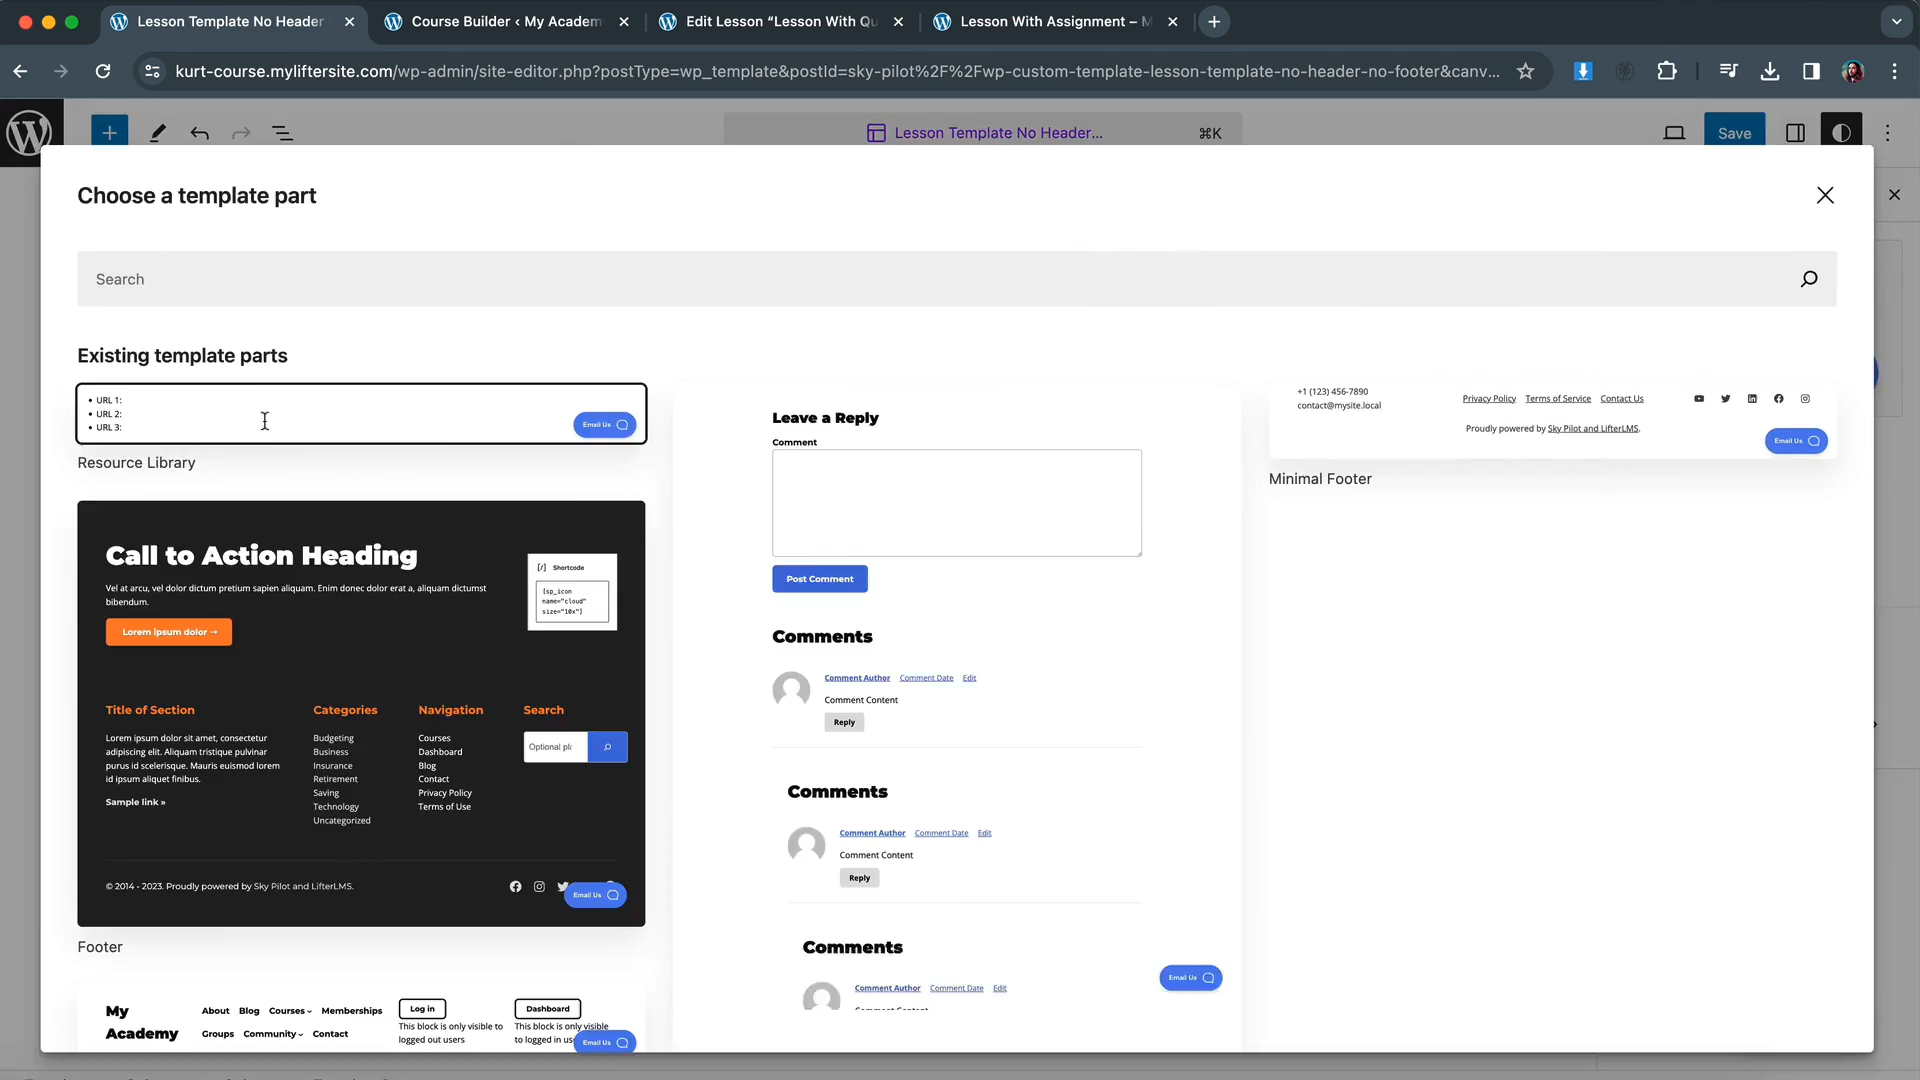 Lesson Template No Header
Course Builder ‹ My Academ
Edit Lesson “Lesson With Qu
Lesson With Assignment – M
kurt-course.myliftersite.com/wp-admin/site-editor.php?postType=wp_template&postId=sky-pilot%2F%2Fwp-custom-template-lesson-template-no-header-no-footer&canv...
Lesson Template No Header...
⌘K
Save
Choose a template part
Search
Existing template parts
URL 1:
URL 2:
URL 3:
Email Us
Resource Library
Call to Action Heading
Vel at arcu, vel dolor dictum pretium sapien aliquam. Enim donec dolor erat a, aliquam dictumst
bibendum.
Lorem ipsum dolor →
[/] Shortcode
[sp_icon
name="cloud"
size="10x"]
Title of Section
Lorem ipsum dolor sit amet, consectetur
adipiscing elit. Aliquam tristique pulvinar
purus id scelerisque. Mauris euismod lorem
id ipsum aliquet finibus.
Sample link »
Categories
Budgeting
Business
Insurance
Retirement
Saving
Technology
Uncategorized
Navigation
Courses
Dashboard
Blog
Contact
Privacy Policy
Terms of Use
Search
Optional pl
© 2014 - 2023. Proudly powered by Sky Pilot and LifterLMS.
Email Us
Footer
My
Academy
About Blog Courses Memberships
Groups Community Contact
Log in
This block is only visible to
logged out users
Dashboard
This block is only visible
to logged in us
Email Us
Leave a Reply
Comment
Post Comment
Comments
Comment Author Comment Date Edit
Comment Content
Reply
Comments
Comment Author Comment Date Edit
Comment Content
Reply
Comments
Comment Author Comment Date Edit
Comment Content
Email Us
+1 (123) 456-7890
contact@mysite.local
Privacy Policy Terms of Service Contact Us
Proudly powered by Sky Pilot and LifterLMS.
Email Us
Minimal Footer